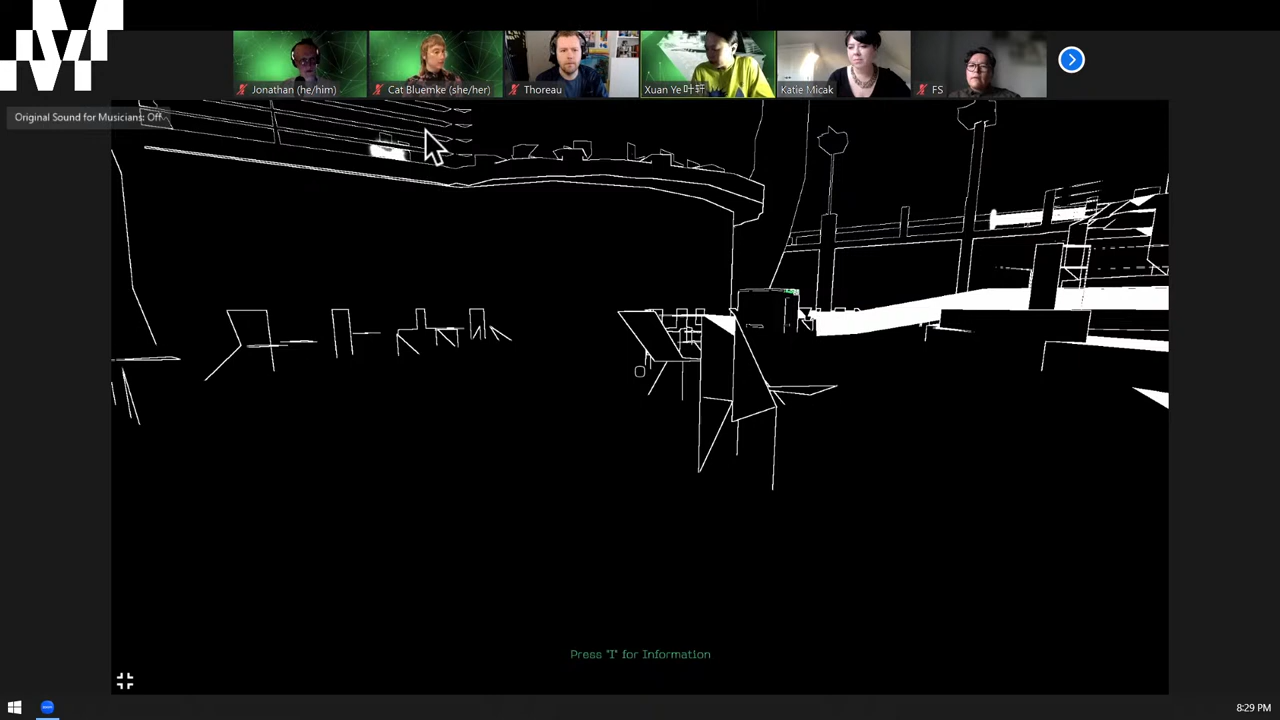 Jonathan (he/him)
Cat Bluemke (she/her)
Thoreau
Xuan Ye 叶轩
Katie Micak
FS
Original Sound for Musicians: Off
Press "I" for Information
8:29 PM